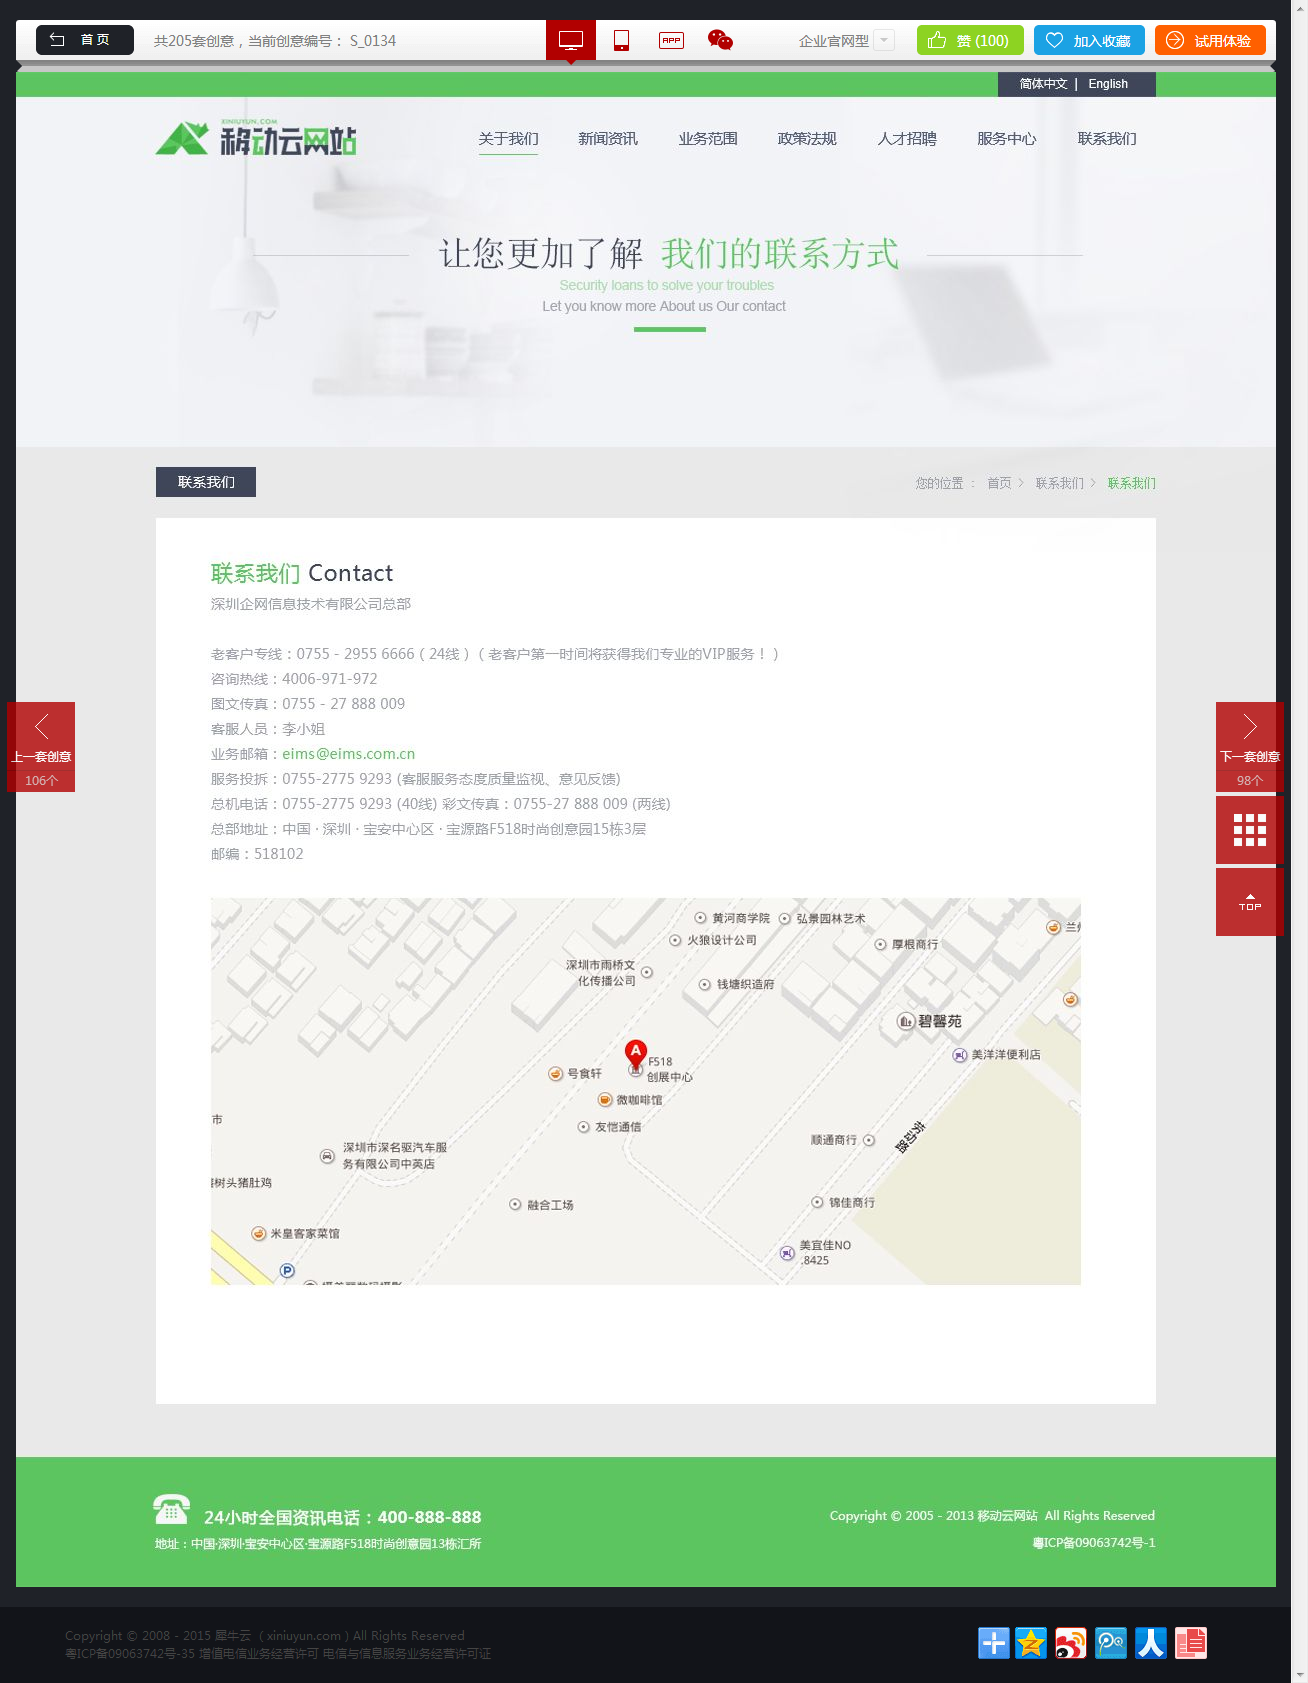 首 页
共205套创意，当前创意编号： S_0134
APP
企业官网型
赞 (100)
加入收藏
试用体验
简体中文 | English
XINIUYUN.COM
移动云网站
关于我们 新闻资讯 业务范围 政策法规 人才招聘 服务中心 联系我们
让您更加了解 我们的联系方式
Security loans to solve your troubles
Let you know more About us Our contact
联系我们
您的位置 ： 首页 > 联系我们 > 联系我们
联系我们 Contact
深圳企网信息技术有限公司总部
老客户专线：0755 - 2955 6666（ 24线 ）（ 老客户第一时间将获得我们专业的VIP服务！ ）
咨询热线：4006-971-972
图文传真：0755 - 27 888 009
客服人员：李小姐
业务邮箱：eims@eims.com.cn
服务投拆：0755-2775 9293 (客服服务态度质量监视、意见反馈)
总机电话：0755-2775 9293 (40线) 彩文传真：0755-27 888 009 (两线)
总部地址：中国 · 深圳 · 宝安中心区 · 宝源路F518时尚创意园15栋3层
邮编：518102
上一套创意
106个
下一套创意
98个
TOP
黄河商学院
弘景园林艺术
兰州
火狼设计公司
厚根商行
深圳市雨桥文
化传播公司
钱塘织造府
碧馨苑
A
F518
创展中心
美洋洋便利店
号食轩
微咖啡馆
市
友恺通信
劳动路
顺通商行
深圳市深名驱汽车服
务有限公司中英店
树头猪肚鸡
融合工场
锦佳商行
米皇客家菜馆
美宜佳NO
.8425
P
24小时全国资讯电话：400-888-888
地址：中国·深圳·宝安中心区·宝源路F518时尚创意园13栋汇所
Copyright © 2005 - 2013 移动云网站 All Rights Reserved
粤ICP备09063742号-1
Copyright © 2008 - 2015 犀牛云（ xiniuyun.com ) All Rights Reserved
粤ICP备09063742号-35 增值电信业务经营许可 电信与信息服务业务经营许可证